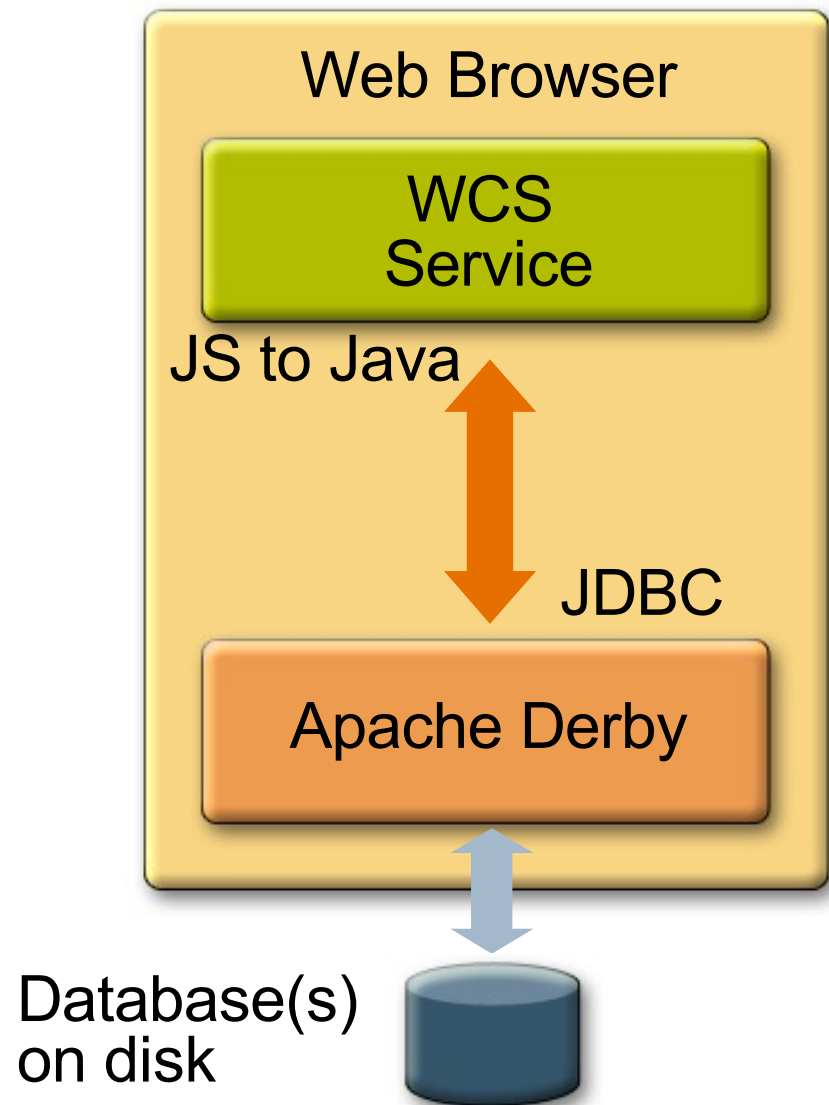 Web Browser
WCS
Service
JS to Java
JDBC
Apache Derby
Database(s)
on disk